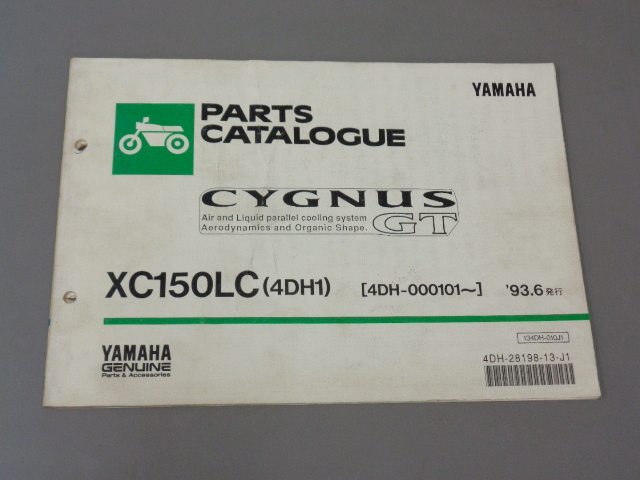 YAMAHA
PARTS
CATALOGUE
CYGNUS
Air and Liquid parallel cooling system
Aerodynamics and Organic Shape.
GT
XC150LC (4DH1) [4DH-000101～] '93.6 発行
134DH-010J1
YAMAHA
GENUINE
Parts & Accessories
4DH-28198-13-J1